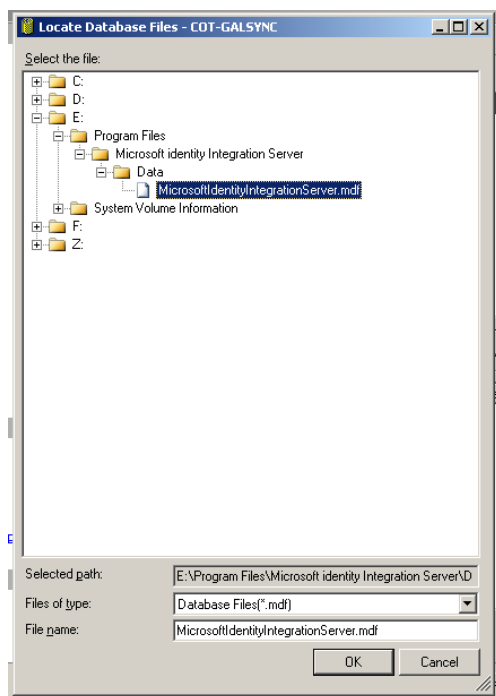 Locate Database Files - COT-GALSYNC
Select the file:
C:
D:
E:
Program Files
Microsoft identity Integration Server
Data
MicrosoftIdentityIntegrationServer.mdf
System Volume Information
F:
Z:
Selected path: E:\Program Files\Microsoft identity Integration Server\D
Files of type: Database Files(*.mdf)
File name: MicrosoftIdentityIntegrationServer.mdf
OK Cancel